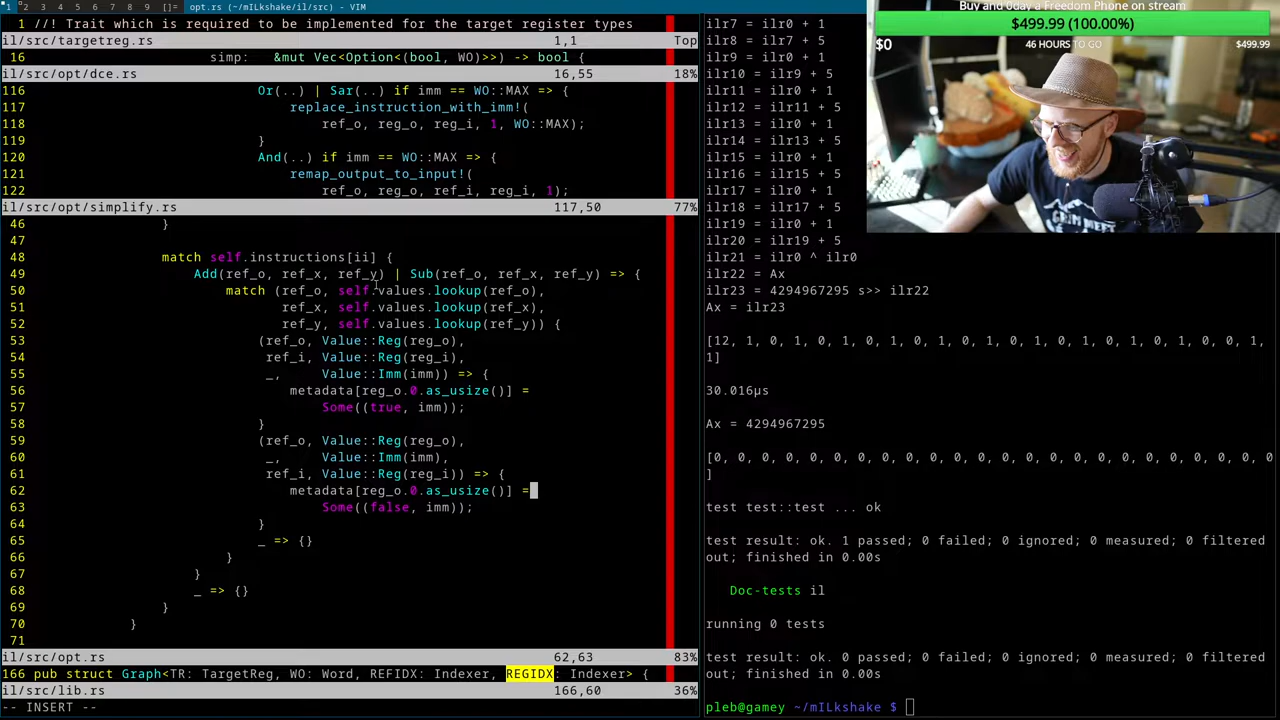 1 2 3 4 5 6 7 8 9 []= opt.rs (~/mILkshake/il/src) - VIM
1 //! Trait which is required to be implemented for the target register types
il/src/targetreg.rs 1,1 Top
16 simp: &mut Vec<Option<(bool, WO)>>) -> bool {
il/src/opt/dce.rs 16,55 18%
116 Or(..) | Sar(..) if imm == WO::MAX => {
117 replace_instruction_with_imm!(
118 ref_o, reg_o, reg_i, 1, WO::MAX);
119 }
120 And(..) if imm == WO::MAX => {
121 remap_output_to_input!(
122 ref_o, reg_o, ref_i, reg_i, 1);
il/src/opt/simplify.rs 117,50 77%
46 }
47
48 match self.instructions[ii] {
49 Add(ref_o, ref_x, ref_y) | Sub(ref_o, ref_x, ref_y) => {
50 match (ref_o, self.values.lookup(ref_o),
51 ref_x, self.values.lookup(ref_x),
52 ref_y, self.values.lookup(ref_y)) {
53 (ref_o, Value::Reg(reg_o),
54 ref_i, Value::Reg(reg_i),
55 _, Value::Imm(imm)) => {
56 metadata[reg_o.0.as_usize()] =
57 Some((true, imm));
58 }
59 (ref_o, Value::Reg(reg_o),
60 _, Value::Imm(imm),
61 ref_i, Value::Reg(reg_i)) => {
62 metadata[reg_o.0.as_usize()] =
63 Some((false, imm));
64 }
65 _ => {}
66 }
67 }
68 _ => {}
69 }
70 }
71
il/src/opt.rs 62,63 83%
166 pub struct Graph<TR: TargetReg, WO: Word, REFIDX: Indexer, REGIDX: Indexer> {
il/src/lib.rs 166,60 36%
-- INSERT --
ilr7 = ilr0 + 1
ilr8 = ilr7 + 5
ilr9 = ilr0 + 1
ilr10 = ilr9 + 5
ilr11 = ilr0 + 1
ilr12 = ilr11 + 5
ilr13 = ilr0 + 1
ilr14 = ilr13 + 5
ilr15 = ilr0 + 1
ilr16 = ilr15 + 5
ilr17 = ilr0 + 1
ilr18 = ilr17 + 5
ilr19 = ilr0 + 1
ilr20 = ilr19 + 5
ilr21 = ilr0 ^ ilr0
ilr22 = Ax
ilr23 = 4294967295 s>> ilr22
Ax = ilr23
[12, 1, 0, 1, 0, 1, 0, 1, 0, 1, 0, 1, 0, 1, 0, 1, 0, 1, 0, 1, 0, 0, 1,
1]
30.016µs
Ax = 4294967295
[0, 0, 0, 0, 0, 0, 0, 0, 0, 0, 0, 0, 0, 0, 0, 0, 0, 0, 0, 0, 0, 0, 0, 0
]
test test::test ... ok
test result: ok. 1 passed; 0 failed; 0 ignored; 0 measured; 0 filtered
out; finished in 0.00s
Doc-tests il
running 0 tests
test result: ok. 0 passed; 0 failed; 0 ignored; 0 measured; 0 filtered
out; finished in 0.00s
pleb@gamey ~/mILkshake $
Buy and 0day a Freedom Phone on stream
$499.99 (100.00%)
$0 46 HOURS TO GO $499.99